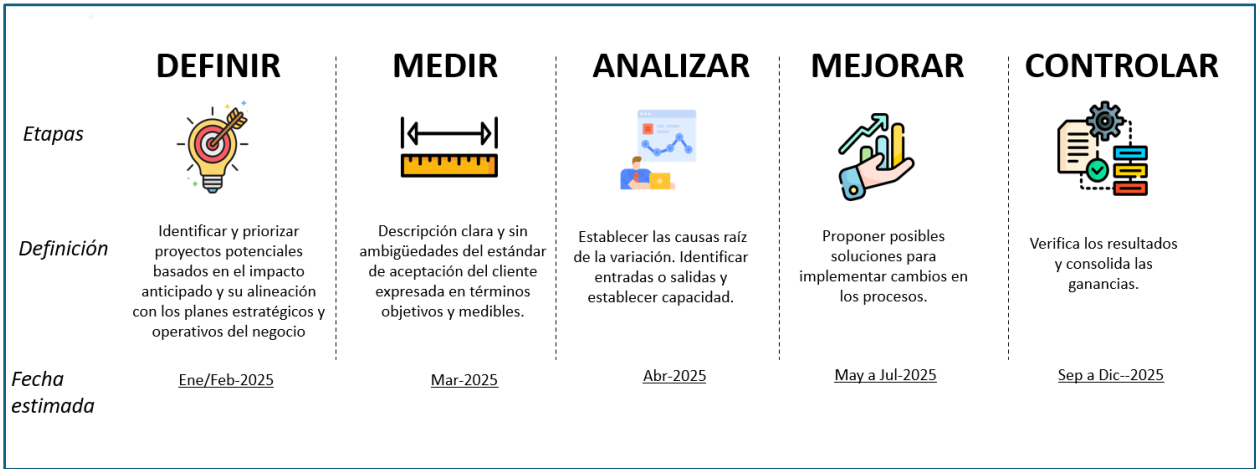 DEFINIR
MEDIR
ANALIZAR
MEJORAR
CONTROLAR
Etapas
Definición
Identificar y priorizar
proyectos potenciales
basados en el impacto
anticipado y su alineación
con los planes estratégicos y
operativos del negocio
Descripción clara y sin
ambigüedades del estándar
de aceptación del cliente
expresada en términos
objetivos y medibles.
Establecer las causas raíz
de la variación. Identificar
entradas o salidas y
establecer capacidad.
Proponer posibles
soluciones para
implementar cambios en
los procesos.
Verifica los resultados
y consolida las
ganancias.
Fecha
estimada
Ene/Feb-2025
Mar-2025
Abr-2025
May a Jul-2025
Sep a Dic--2025